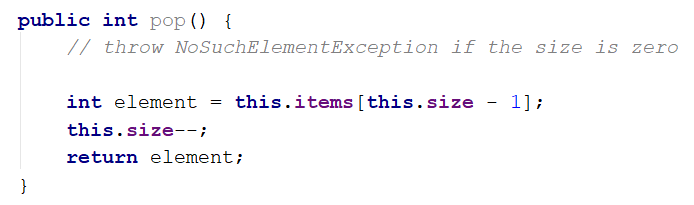 public int pop() {
// throw NoSuchElementException if the size is zero
int element = this.items[this.size - 1];
this.size--;
return element;
}